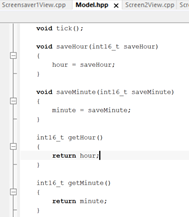 Screensaver1View.cpp Model.hpp Screen2View.cpp
void tick();
void saveHour(int16_t saveHour)
{
hour = saveHour;
}
void saveMinute(int16_t saveMinute)
{
minute = saveMinute;
}
int16_t getHour()
{
return hour;
}
int16_t getMinute()
{
return minute;
}